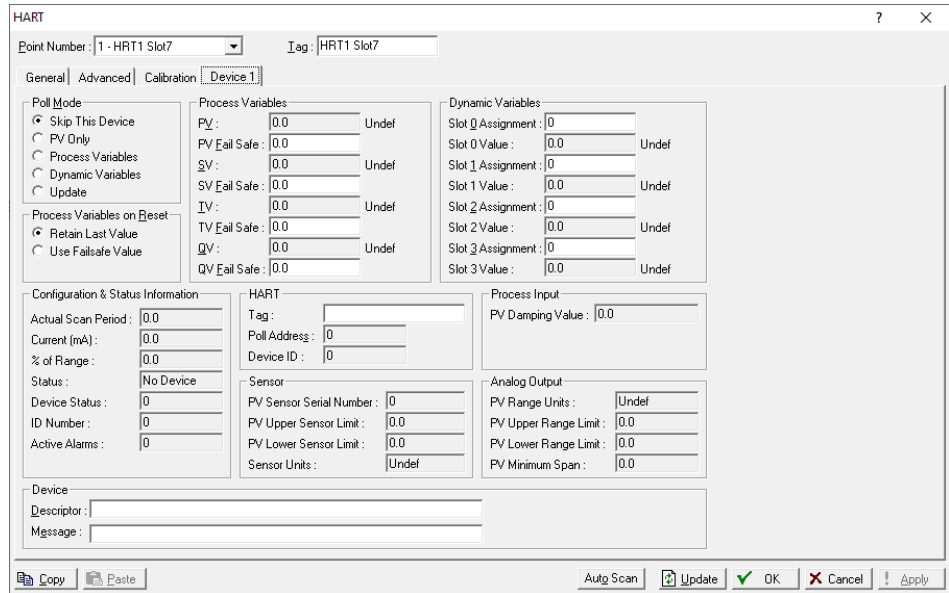 HART
? X
Point Number : 1 - HRT1 Slot7 Tag : HRT1 Slot7
General Advanced Calibration Device 1
Poll Mode
Skip This Device
PV Only
Process Variables
Dynamic Variables
Update
Process Variables on Reset
Retain Last Value
Use Failsafe Value
Process Variables
PV : 0.0 Undef
PV Fail Safe : 0.0
SV : 0.0 Undef
SV Fail Safe : 0.0
TV : 0.0 Undef
TV Fail Safe : 0.0
QV : 0.0 Undef
QV Fail Safe : 0.0
Dynamic Variables
Slot 0 Assignment : 0
Slot 0 Value : 0.0 Undef
Slot 1 Assignment : 0
Slot 1 Value : 0.0 Undef
Slot 2 Assignment : 0
Slot 2 Value : 0.0 Undef
Slot 3 Assignment : 0
Slot 3 Value : 0.0 Undef
Configuration & Status Information
Actual Scan Period : 0.0
Current (mA) : 0.0
% of Range : 0.0
Status : No Device
Device Status : 0
ID Number : 0
Active Alarms : 0
HART
Tag :
Poll Address : 0
Device ID : 0
Process Input
PV Damping Value : 0.0
Sensor
PV Sensor Serial Number : 0
PV Upper Sensor Limit : 0.0
PV Lower Sensor Limit : 0.0
Sensor Units : Undef
Analog Output
PV Range Units : Undef
PV Upper Range Limit : 0.0
PV Lower Range Limit : 0.0
PV Minimum Span : 0.0
Device
Descriptor :
Message :
Copy Paste Auto Scan Update OK Cancel ! Apply